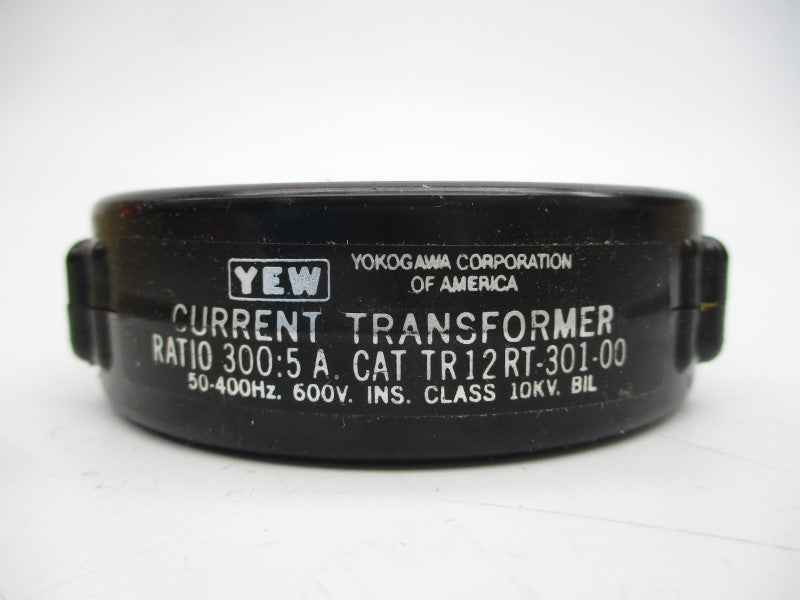 YEW
YOKOGAWA CORPORATION
OF AMERICA
CURRENT TRANSFORMER
RATIO 300:5 A. CAT TR12RT-301-00
50-400Hz. 600V. INS. CLASS 10KV. BIL